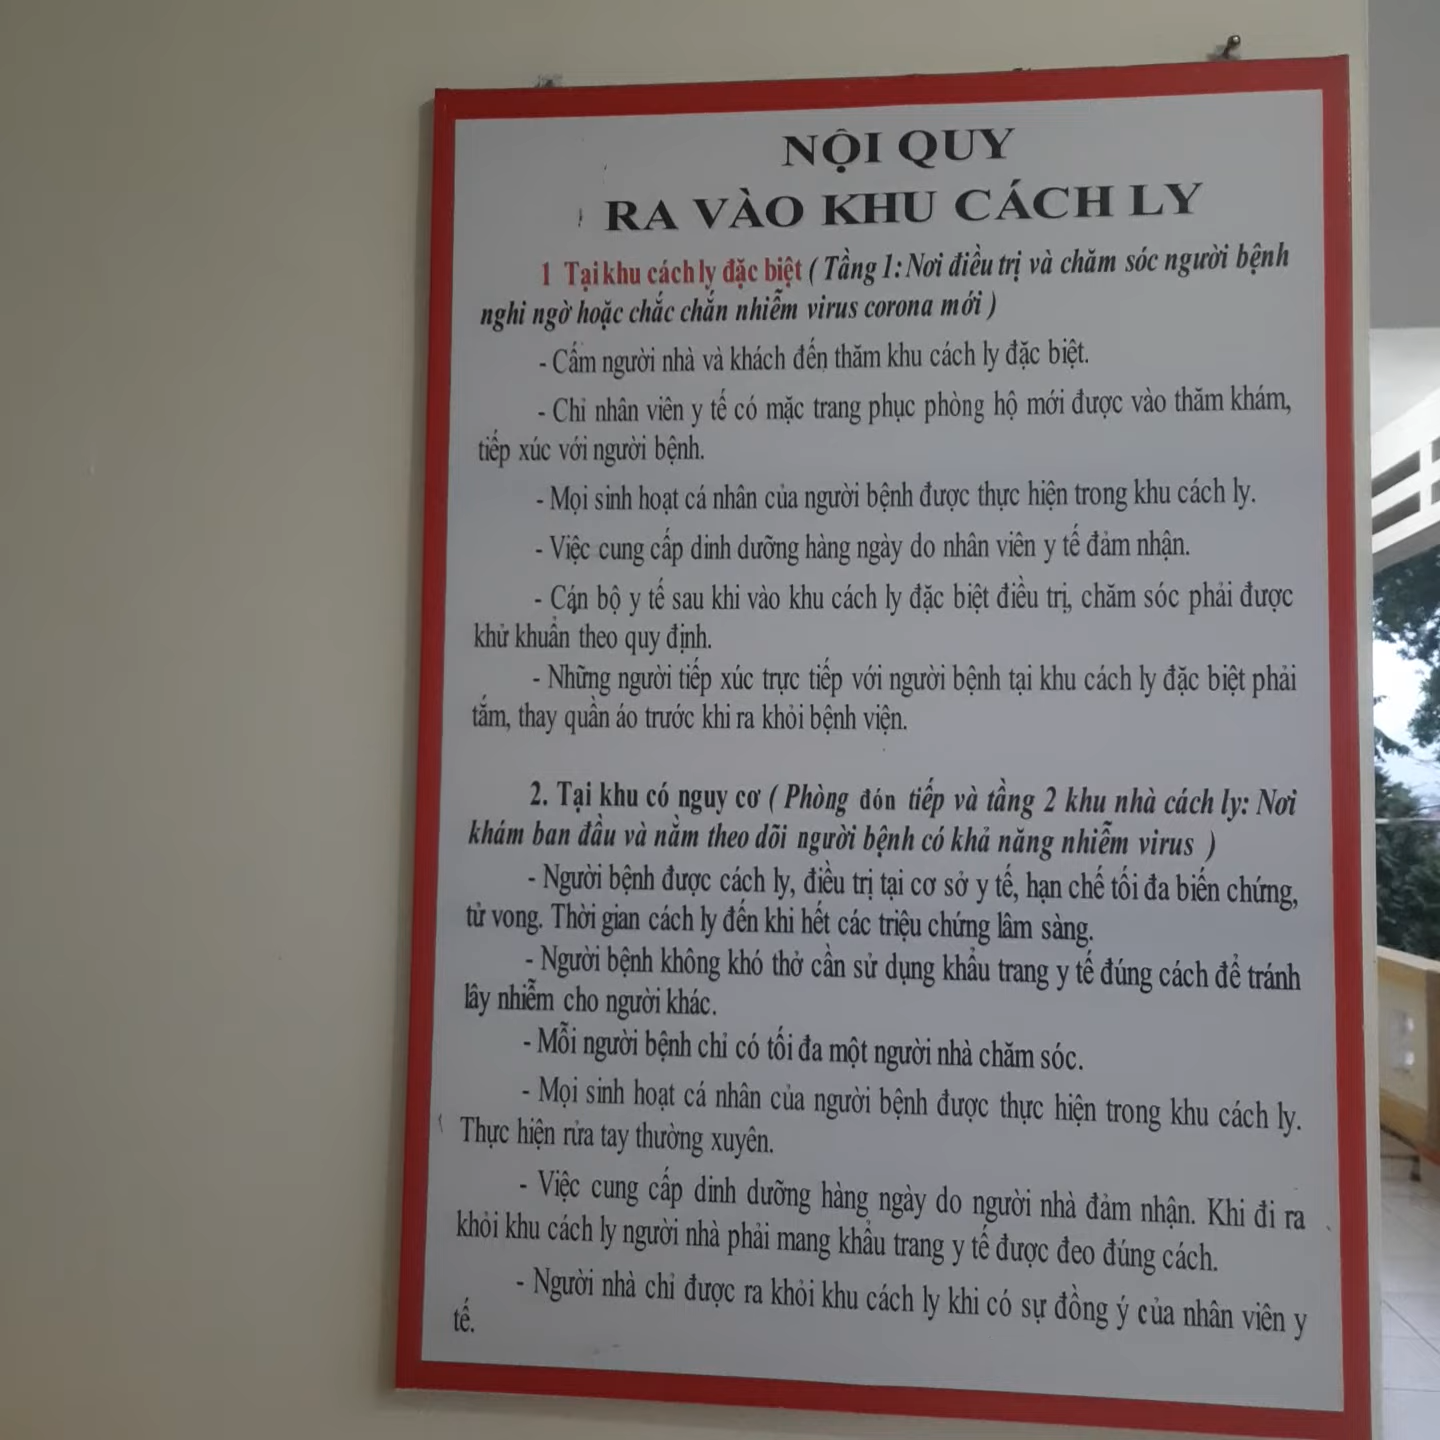 NỘI QUY
RA VÀO KHU CÁCH LY
1 Tại khu cách ly đặc biệt ( Tầng 1: Nơi điều trị và chăm sóc người bệnh
nghi ngờ hoặc chắc chắn nhiễm virus corona mới )
- Cấm người nhà và khách đến thăm khu cách ly đặc biệt.
- Chỉ nhân viên y tế có mặc trang phục phòng hộ mới được vào thăm khám,
tiếp xúc với người bệnh.
- Mọi sinh hoạt cá nhân của người bệnh được thực hiện trong khu cách ly.
- Việc cung cấp dinh dưỡng hàng ngày do nhân viên y tế đảm nhận.
- Cán bộ y tế sau khi vào khu cách ly đặc biệt điều trị, chăm sóc phải được
khử khuẩn theo quy định.
- Những người tiếp xúc trực tiếp với người bệnh tại khu cách ly đặc biệt phải
tắm, thay quần áo trước khi ra khỏi bệnh viện.
2. Tại khu có nguy cơ ( Phòng đón tiếp và tầng 2 khu nhà cách ly: Nơi
khám ban đầu và nằm theo dõi người bệnh có khả năng nhiễm virus )
- Người bệnh được cách ly, điều trị tại cơ sở y tế, hạn chế tối đa biến chứng,
tử vong. Thời gian cách ly đến khi hết các triệu chứng lâm sàng.
- Người bệnh không khó thở cần sử dụng khẩu trang y tế đúng cách để tránh
lây nhiễm cho người khác.
- Mỗi người bệnh chỉ có tối đa một người nhà chăm sóc.
- Mọi sinh hoạt cá nhân của người bệnh được thực hiện trong khu cách ly.
Thực hiện rửa tay thường xuyên.
- Việc cung cấp dinh dưỡng hàng ngày do người nhà đảm nhận. Khi đi ra
khỏi khu cách ly người nhà phải mang khẩu trang y tế được đeo đúng cách.
- Người nhà chỉ được ra khỏi khu cách ly khi có sự đồng ý của nhân viên y
tế.